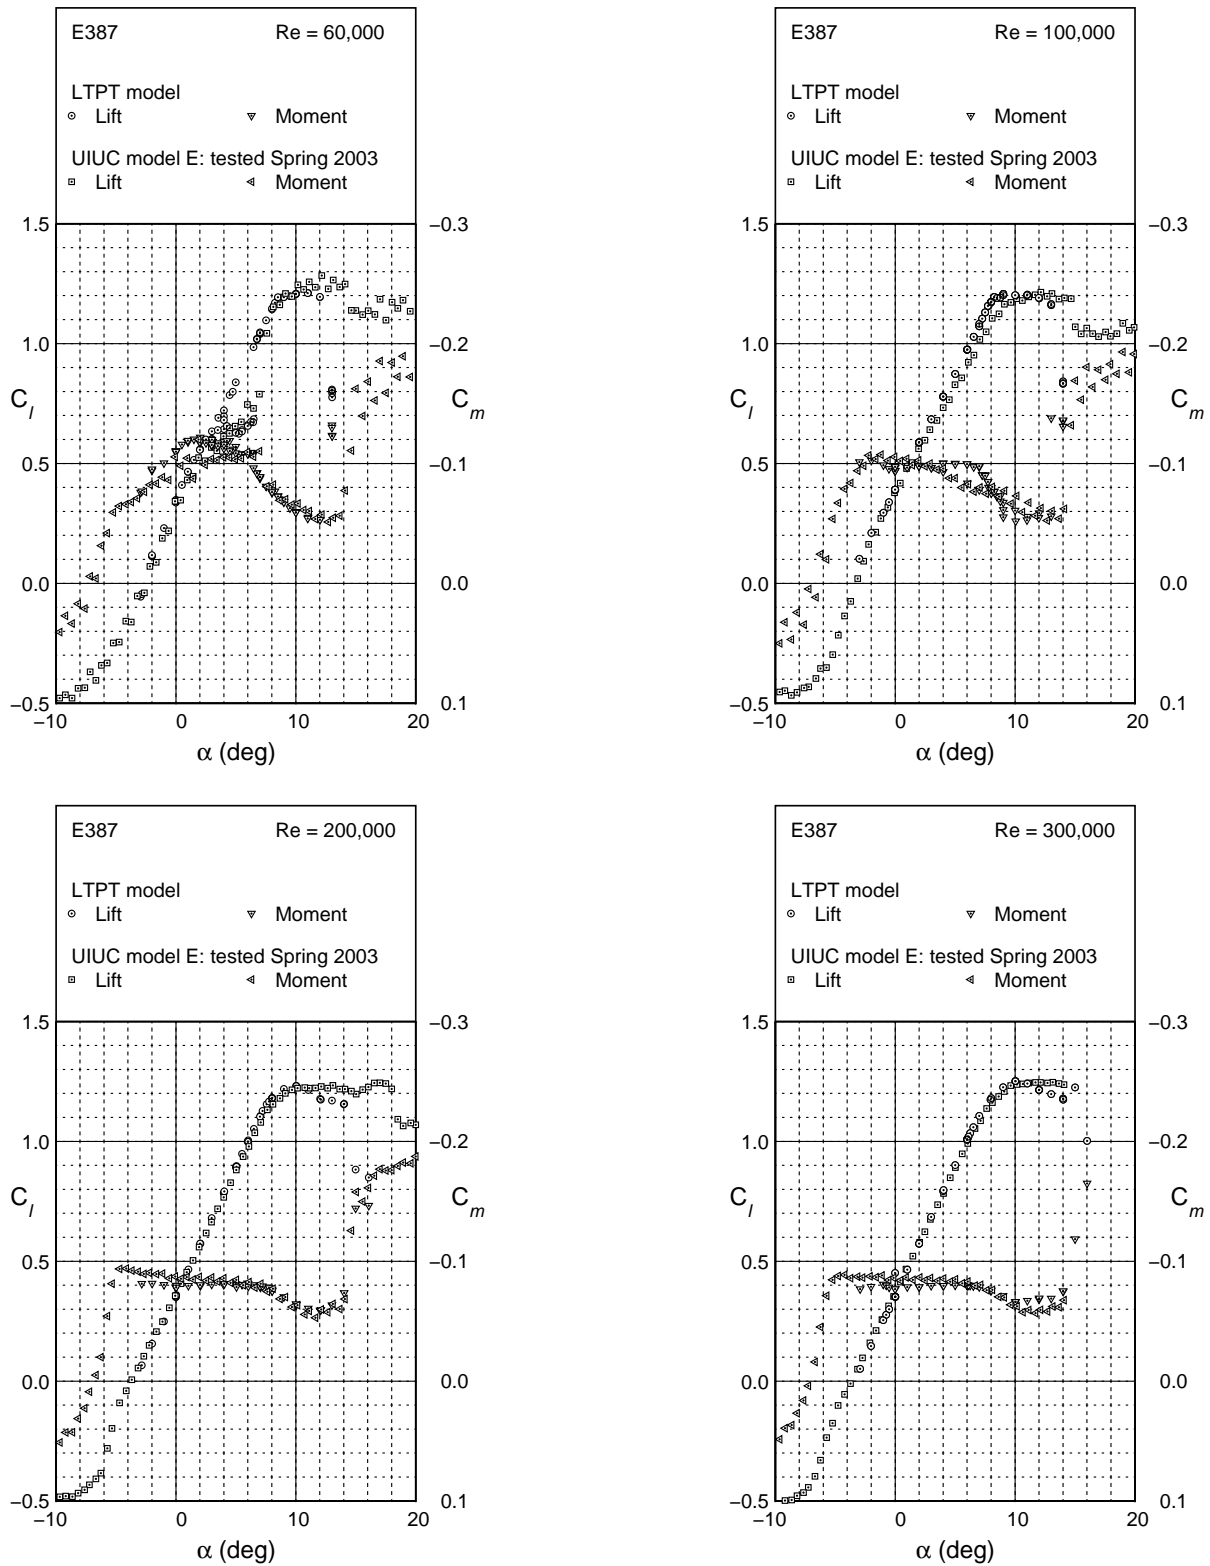 E387 Re = 60,000
LTPT model
Lift Moment
UIUC model E: tested Spring 2003
Lift Moment
1.5 −0.3
1.0 −0.2
C_l C_m
0.5 −0.1
0.0 0.0
−0.5 0.1
−10 0 10 20
α (deg)
E387 Re = 100,000
LTPT model
Lift Moment
UIUC model E: tested Spring 2003
Lift Moment
1.5 −0.3
1.0 −0.2
C_l C_m
0.5 −0.1
0.0 0.0
−0.5 0.1
−10 0 10 20
α (deg)
E387 Re = 200,000
LTPT model
Lift Moment
UIUC model E: tested Spring 2003
Lift Moment
1.5 −0.3
1.0 −0.2
C_l C_m
0.5 −0.1
0.0 0.0
−0.5 0.1
−10 0 10 20
α (deg)
E387 Re = 300,000
LTPT model
Lift Moment
UIUC model E: tested Spring 2003
Lift Moment
1.5 −0.3
1.0 −0.2
C_l C_m
0.5 −0.1
0.0 0.0
−0.5 0.1
−10 0 10 20
α (deg)